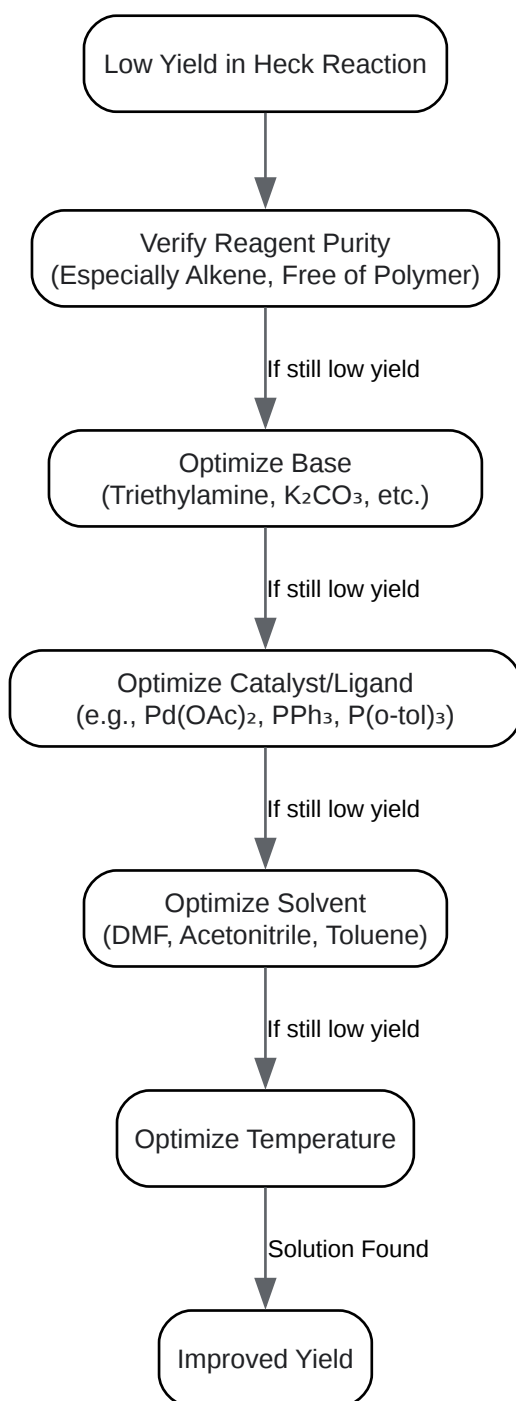 Low Yield in Heck Reaction
Verify Reagent Purity
(Especially Alkene, Free of Polymer)
If still low yield
Optimize Base
(Triethylamine, K₂CO₃, etc.)
If still low yield
Optimize Catalyst/Ligand
(e.g., Pd(OAc)₂, PPh₃, P(o-tol)₃)
If still low yield
Optimize Solvent
(DMF, Acetonitrile, Toluene)
If still low yield
Optimize Temperature
Solution Found
Improved Yield